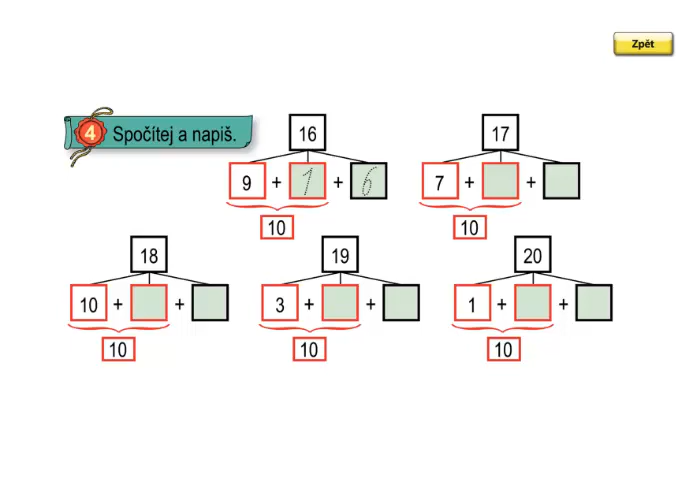 Zpět
4 Spočítej a napiš.
16
9 + 1 + 6
10
17
7 + +
10
18
10 + +
10
19
3 + +
10
20
1 + +
10